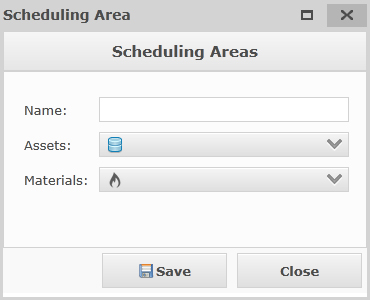 Scheduling Area
Scheduling Areas
Name:
Assets:
Materials:
Save Close